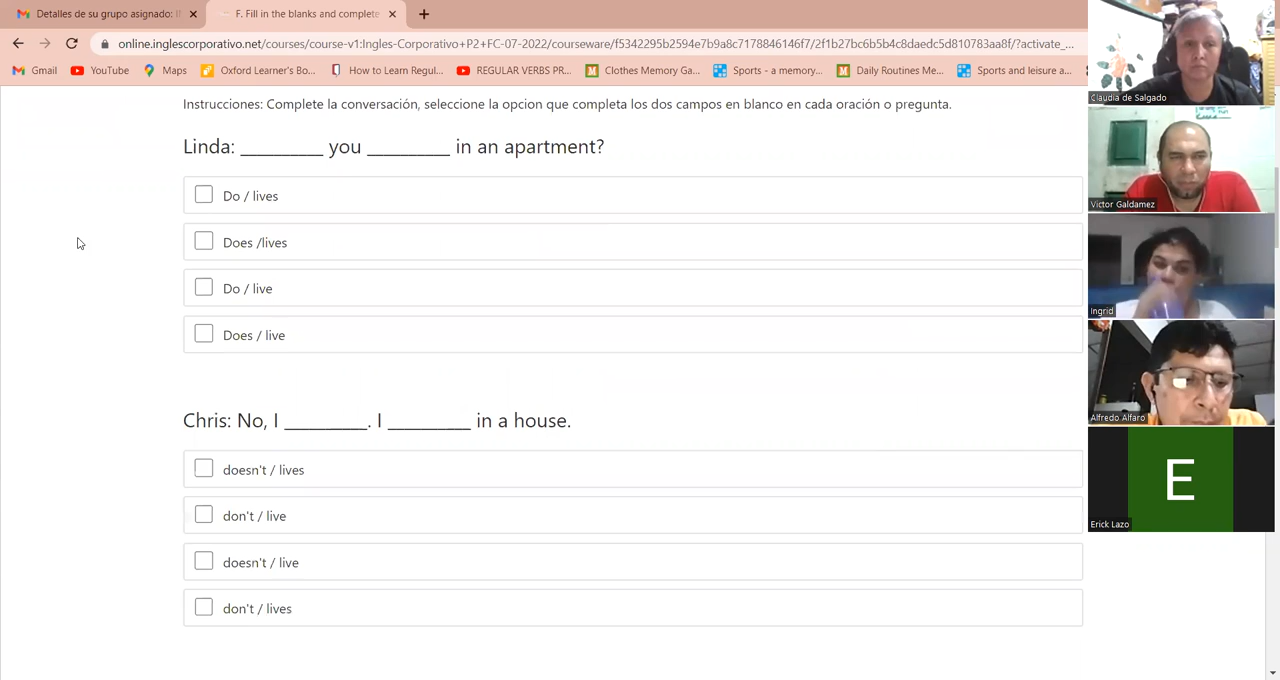 Detalles de su grupo asignado: I
F. Fill in the blanks and complete
online.inglescorporativo.net/courses/course-v1:Ingles-Corporativo+P2+FC-07-2022/courseware/f5342295b2594e7b9a8c7178846146f7/2f1b27bc6b5b4c8daedc5d810783aa8f/?activate_...
Gmail YouTube Maps Oxford Learner's Bo... How to Learn Regul... REGULAR VERBS PR... Clothes Memory Ga... Sports - a memory... Daily Routines Me... Sports and leisure a...
Instrucciones: Complete la conversación, seleccione la opcion que completa los dos campos en blanco en cada oración o pregunta.
Linda: __________ you __________ in an apartment?
Do / lives
Does /lives
Do / live
Does / live
Chris: No, I __________. I __________ in a house.
doesn't / lives
don't / live
doesn't / live
don't / lives
Claudia de Salgado
Victor Galdamez
Ingrid
Alfredo Alfaro
E
Erick Lazo